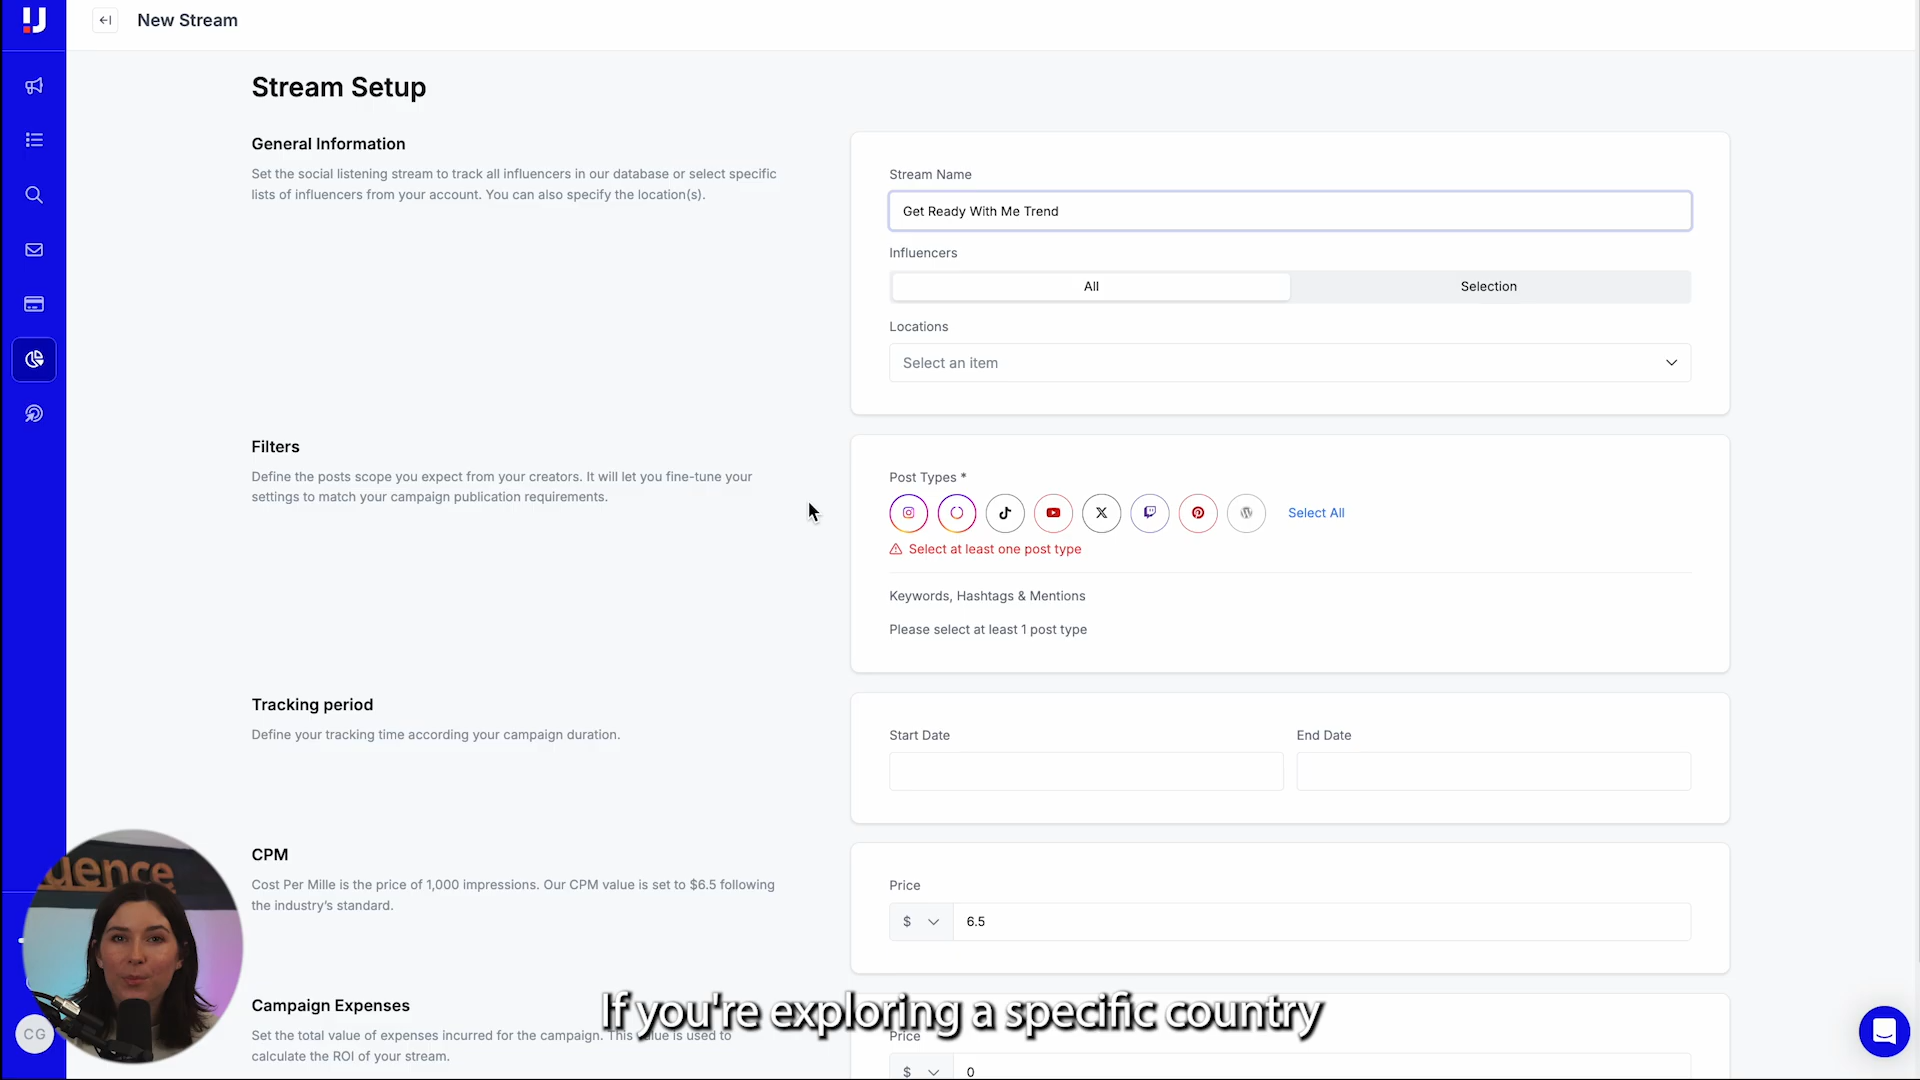 New Stream
Stream Setup
General Information
Set the social listening stream to track all influencers in our database or select specific
lists of influencers from your account. You can also specify the location(s).
Stream Name
Get Ready With Me Trend
Influencers
All
Selection
Locations
Select an item
Filters
Define the posts scope you expect from your creators. It will let you fine-tune your
settings to match your campaign publication requirements.
Post Types *
Select All
Select at least one post type
Keywords, Hashtags & Mentions
Please select at least 1 post type
Tracking period
Define your tracking time according your campaign duration.
Start Date
End Date
CPM
Cost Per Mille is the price of 1,000 impressions. Our CPM value is set to $6.5 following
the industry's standard.
Price
$
6.5
Campaign Expenses
Set the total value of expenses incurred for the campaign. This value is used to
calculate the ROI of your stream.
Price
$
0
If you're exploring a specific country
CG